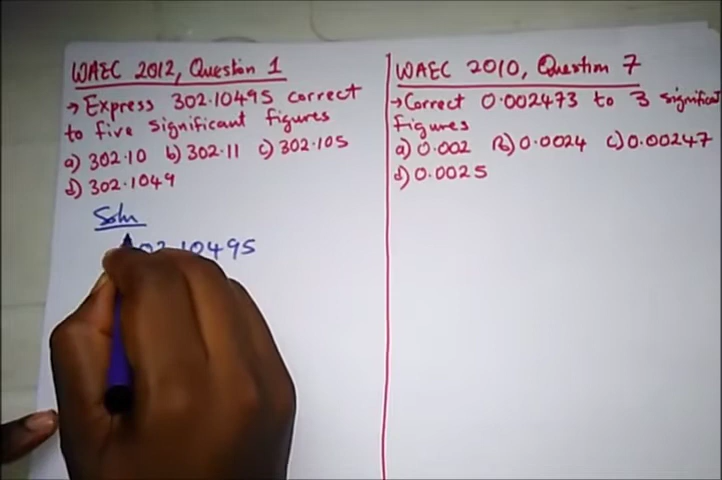 WAEC 2012, Question 1
→ Express 302.10495 correct
to five significant figures
a) 302.10 b) 302.11 c) 302.105
d) 302.1049
Soln
302.10495
WAEC 2010, Question 7
→ Correct 0.002473 to 3 significant
figures
a) 0.002 b) 0.0024 c) 0.00247
d) 0.0025